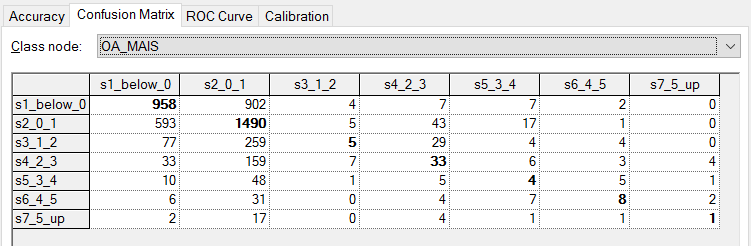 Accuracy Confusion Matrix ROC Curve Calibration
Class node: OA_MAIS
s1_below_0 s2_0_1 s3_1_2 s4_2_3 s5_3_4 s6_4_5 s7_5_up
s1_below_0 958 902 4 7 7 2 0
s2_0_1 593 1490 5 43 17 1 0
s3_1_2 77 259 5 29 4 4 0
s4_2_3 33 159 7 33 6 3 4
s5_3_4 10 48 1 5 4 5 1
s6_4_5 6 31 0 4 7 8 2
s7_5_up 2 17 0 4 1 1 1